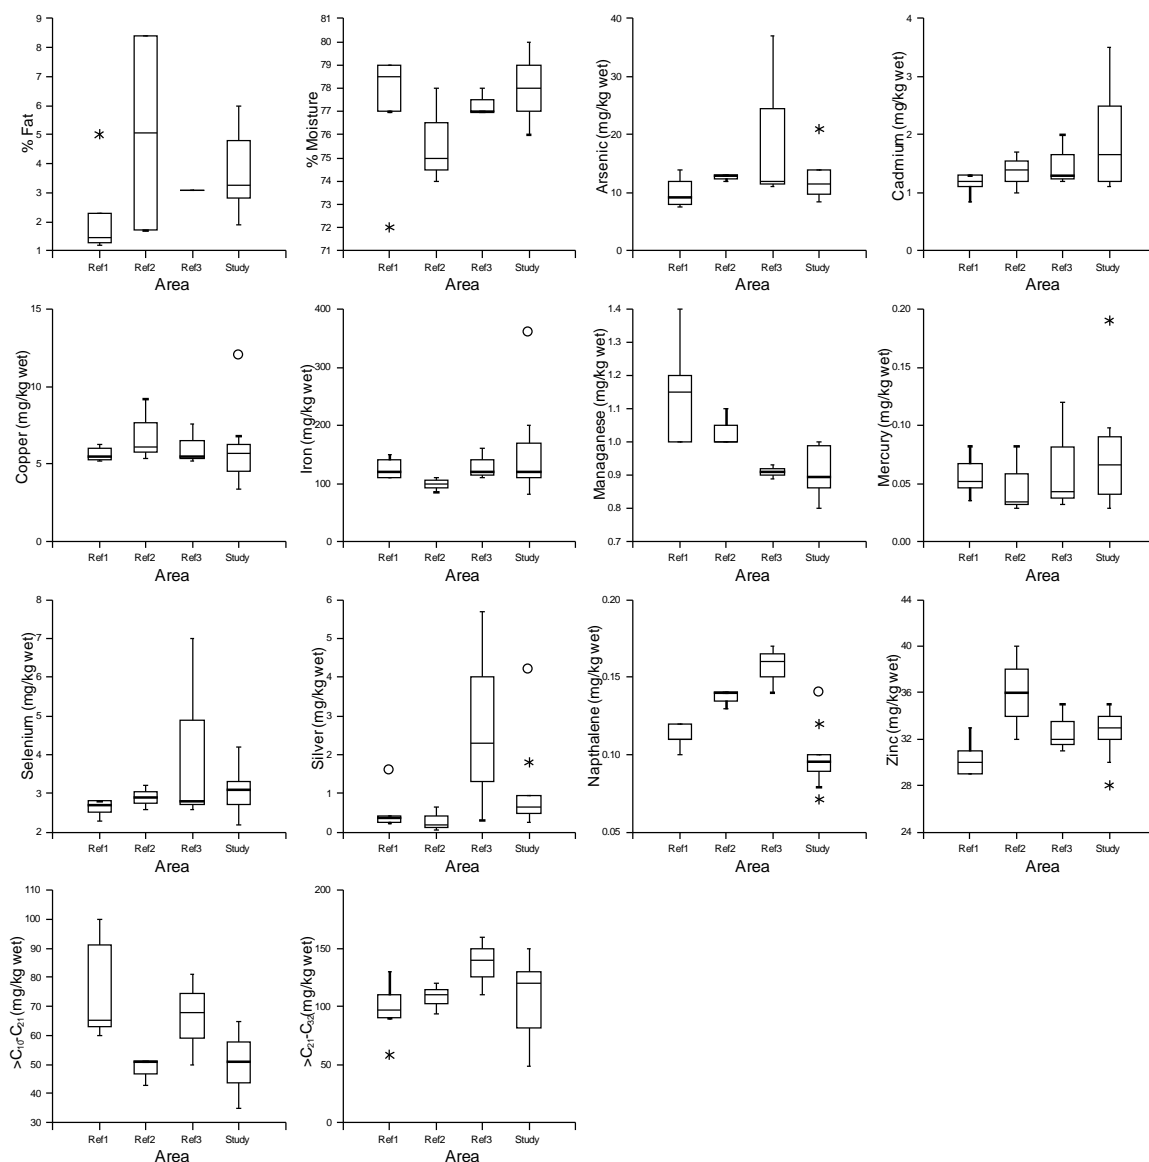 % Fat
9
8
7
6
5
4
3
2
1
Ref1 Ref2 Ref3 Study
Area
% Moisture
81
80
79
78
77
76
75
74
73
72
71
Ref1 Ref2 Ref3 Study
Area
Arsenic (mg/kg wet)
40
30
20
10
0
Ref1 Ref2 Ref3 Study
Area
Cadmium (mg/kg wet)
4
3
2
1
0
Ref1 Ref2 Ref3 Study
Area
Copper (mg/kg wet)
15
10
5
0
Ref1 Ref2 Ref3 Study
Area
Iron (mg/kg wet)
400
300
200
100
0
Ref1 Ref2 Ref3 Study
Area
Managanese (mg/kg wet)
1.4
1.3
1.2
1.1
1.0
0.9
0.8
0.7
Ref1 Ref2 Ref3 Study
Area
Mercury (mg/kg wet)
0.20
0.15
0.10
0.05
0.00
Ref1 Ref2 Ref3 Study
Area
Selenium (mg/kg wet)
8
7
6
5
4
3
2
Ref1 Ref2 Ref3 Study
Area
Silver (mg/kg wet)
6
5
4
3
2
1
0
Ref1 Ref2 Ref3 Study
Area
Napthalene (mg/kg wet)
0.20
0.15
0.10
0.05
Ref1 Ref2 Ref3 Study
Area
Zinc (mg/kg wet)
44
40
36
32
28
24
Ref1 Ref2 Ref3 Study
Area
>C10-C21 (mg/kg wet)
110
100
90
80
70
60
50
40
30
Ref1 Ref2 Ref3 Study
Area
>C21-C32 (mg/kg wet)
200
150
100
50
0
Ref1 Ref2 Ref3 Study
Area